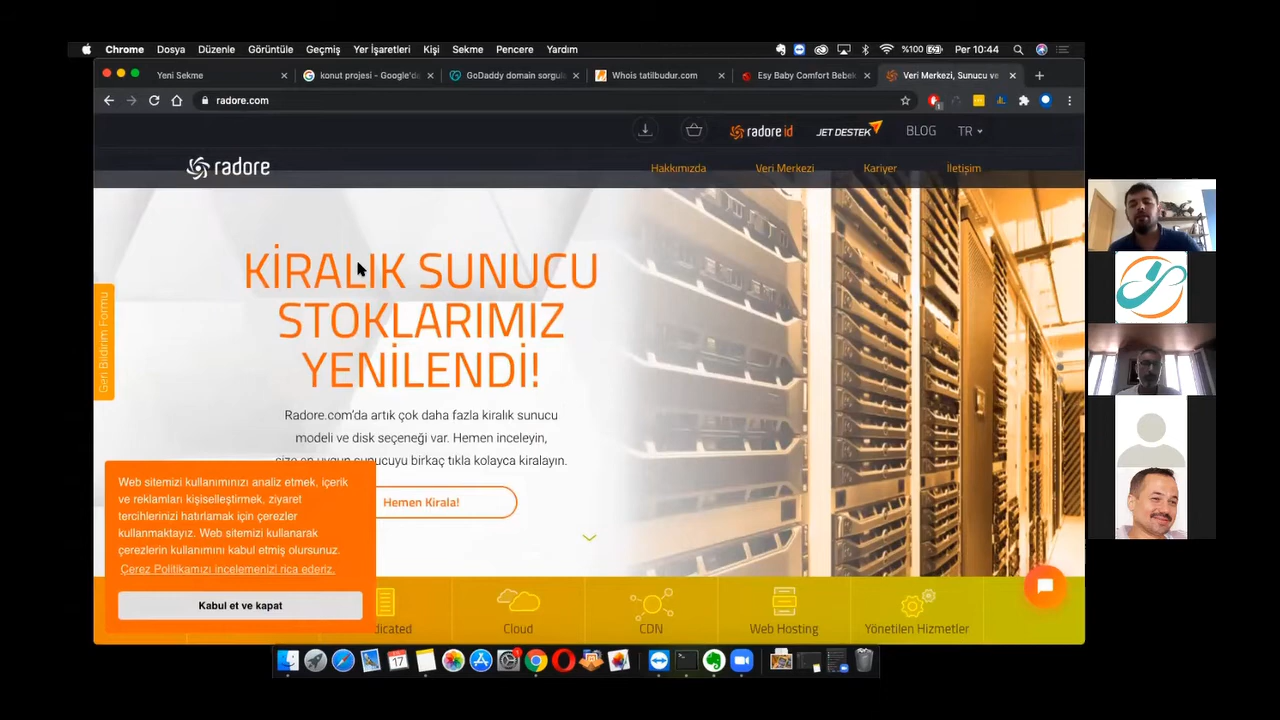 Chrome Dosya Düzenle Görüntüle Geçmiş Yer İşaretleri Kişi Sekme Pencere Yardım %100 Per 10:44
Yeni Sekme konut projesi - Google'da GoDaddy domain sorgul Whois tatilbudur.com Esy Baby Comfort Bebek Veri Merkezi, Sunucu ve
radore.com
radore id JET DESTEK BLOG TR
radore Hakkımızda Veri Merkezi Kariyer İletişim
KİRALIK SUNUCU
STOKLARIMIZ
YENİLENDİ!
Geri Bildirim Formu
Radore.com'da artık çok daha fazla kiralık sunucu
modeli ve disk seçeneği var. Hemen inceleyin,
size en uygun sunucuyu birkaç tıkla kolayca kiralayın.
Hemen Kirala!
Web sitemizi kullanımınızı analiz etmek, içerik
ve reklamları kişiselleştirmek, ziyaret
tercihlerinizi hatırlamak için çerezler
kullanmaktayız. Web sitemizi kullanarak
çerezlerin kullanımını kabul etmiş olursunuz.
Çerez Politikamızı incelemenizi rica ederiz.
Kabul et ve kapat
dicated Cloud CDN Web Hosting Yönetilen Hizmetler
17